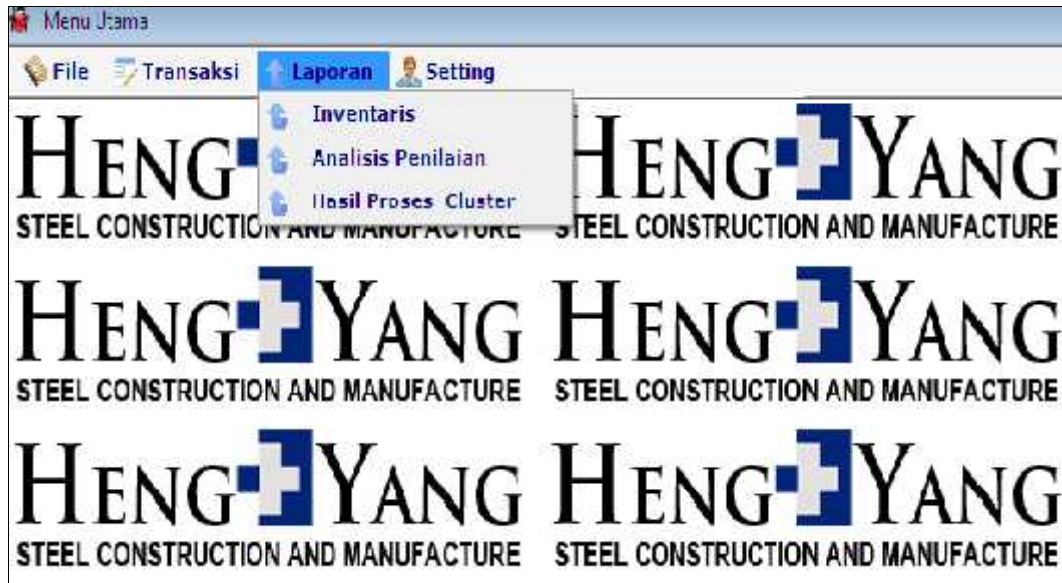 Menu Utama
File Transaksi Laporan Setting
Inventaris
Analisis Penilaian
Hasil Proses Cluster
HENG YANG HENG YANG
STEEL CONSTRUCTION AND MANUFACTURE STEEL CONSTRUCTION AND MANUFACTURE
HENG YANG HENG YANG
STEEL CONSTRUCTION AND MANUFACTURE STEEL CONSTRUCTION AND MANUFACTURE
HENG YANG HENG YANG
STEEL CONSTRUCTION AND MANUFACTURE STEEL CONSTRUCTION AND MANUFACTURE